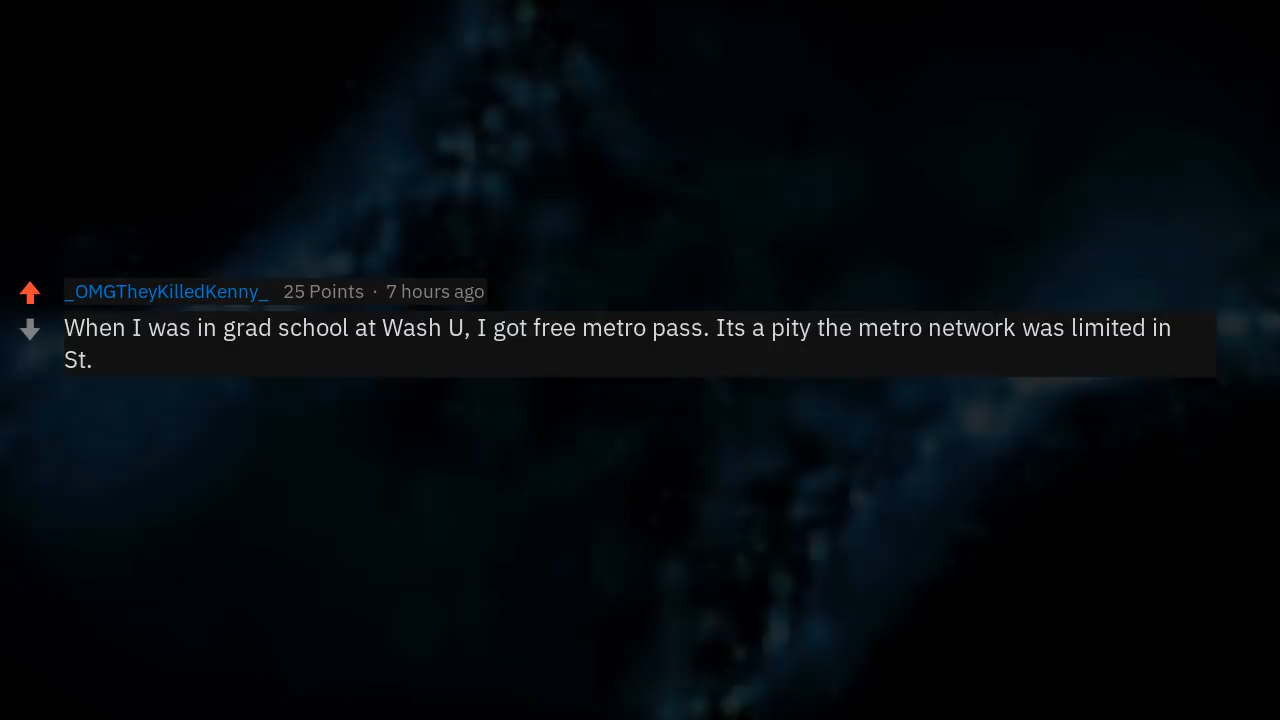 _OMGTheyKilledKenny_ 25 Points · 7 hours ago
When I was in grad school at Wash U, I got free metro pass. Its a pity the metro network was limited in
St.